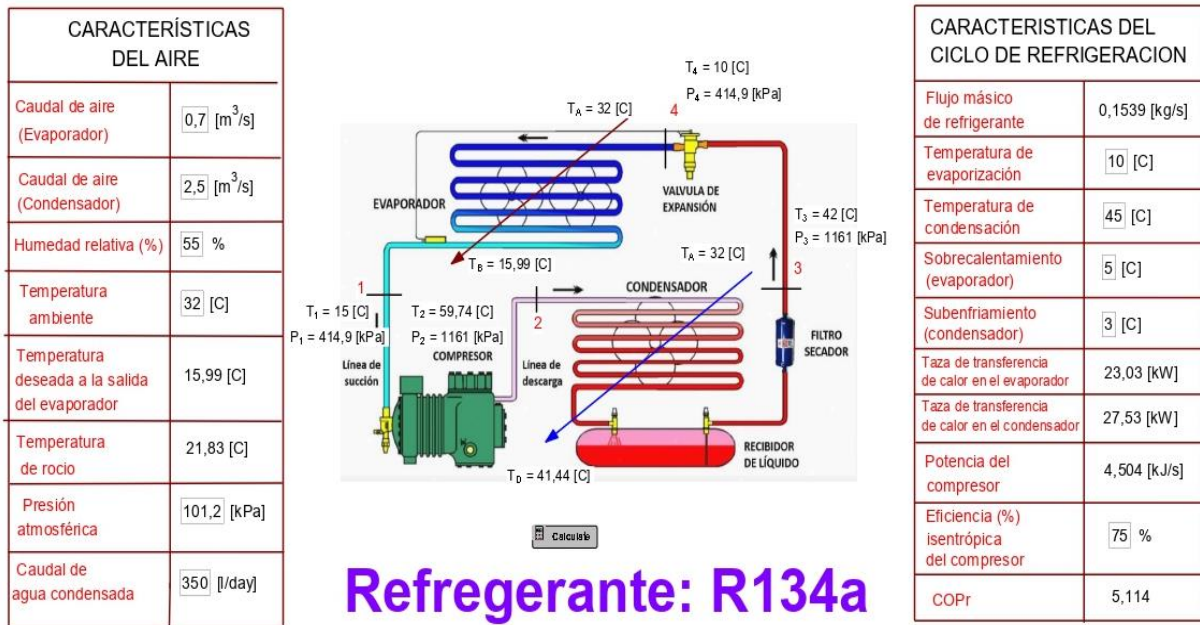 CARACTERÍSTICAS
DEL AIRE
Caudal de aire
(Evaporador)
0,7 [m³/s]
Caudal de aire
(Condensador)
2,5 [m³/s]
Humedad relativa (%)
55 %
Temperatura
ambiente
32 [C]
Temperatura
deseada a la salida
del evaporador
15,99 [C]
Temperatura
de rocio
21,83 [C]
Presión
atmosférica
101,2 [kPa]
Caudal de
agua condensada
350 [l/day]
T4 = 10 [C]
P4 = 414,9 [kPa]
TA = 32 [C]
4
EVAPORADOR
VALVULA DE
EXPANSIÓN
T3 = 42 [C]
P3 = 1161 [kPa]
TB = 15,99 [C]
TA = 32 [C]
3
1
CONDENSADOR
T1 = 15 [C]
P1 = 414,9 [kPa]
T2 = 59,74 [C]
P2 = 1161 [kPa]
2
COMPRESOR
Línea de
succión
Línea de
descarga
FILTRO
SECADOR
RECIBIDOR
DE LÍQUIDO
TD = 41,44 [C]
Calculate
Refregerante: R134a
CARACTERISTICAS DEL
CICLO DE REFRIGERACION
Flujo másico
de refrigerante
0,1539 [kg/s]
Temperatura de
evaporización
10 [C]
Temperatura de
condensación
45 [C]
Sobrecalentamiento
(evaporador)
5 [C]
Subenfriamiento
(condensador)
3 [C]
Taza de transferencia
de calor en el evaporador
23,03 [kW]
Taza de transferencia
de calor en el condensador
27,53 [kW]
Potencia del
compresor
4,504 [kJ/s]
Eficiencia (%)
isentrópica
del compresor
75 %
COPr
5,114